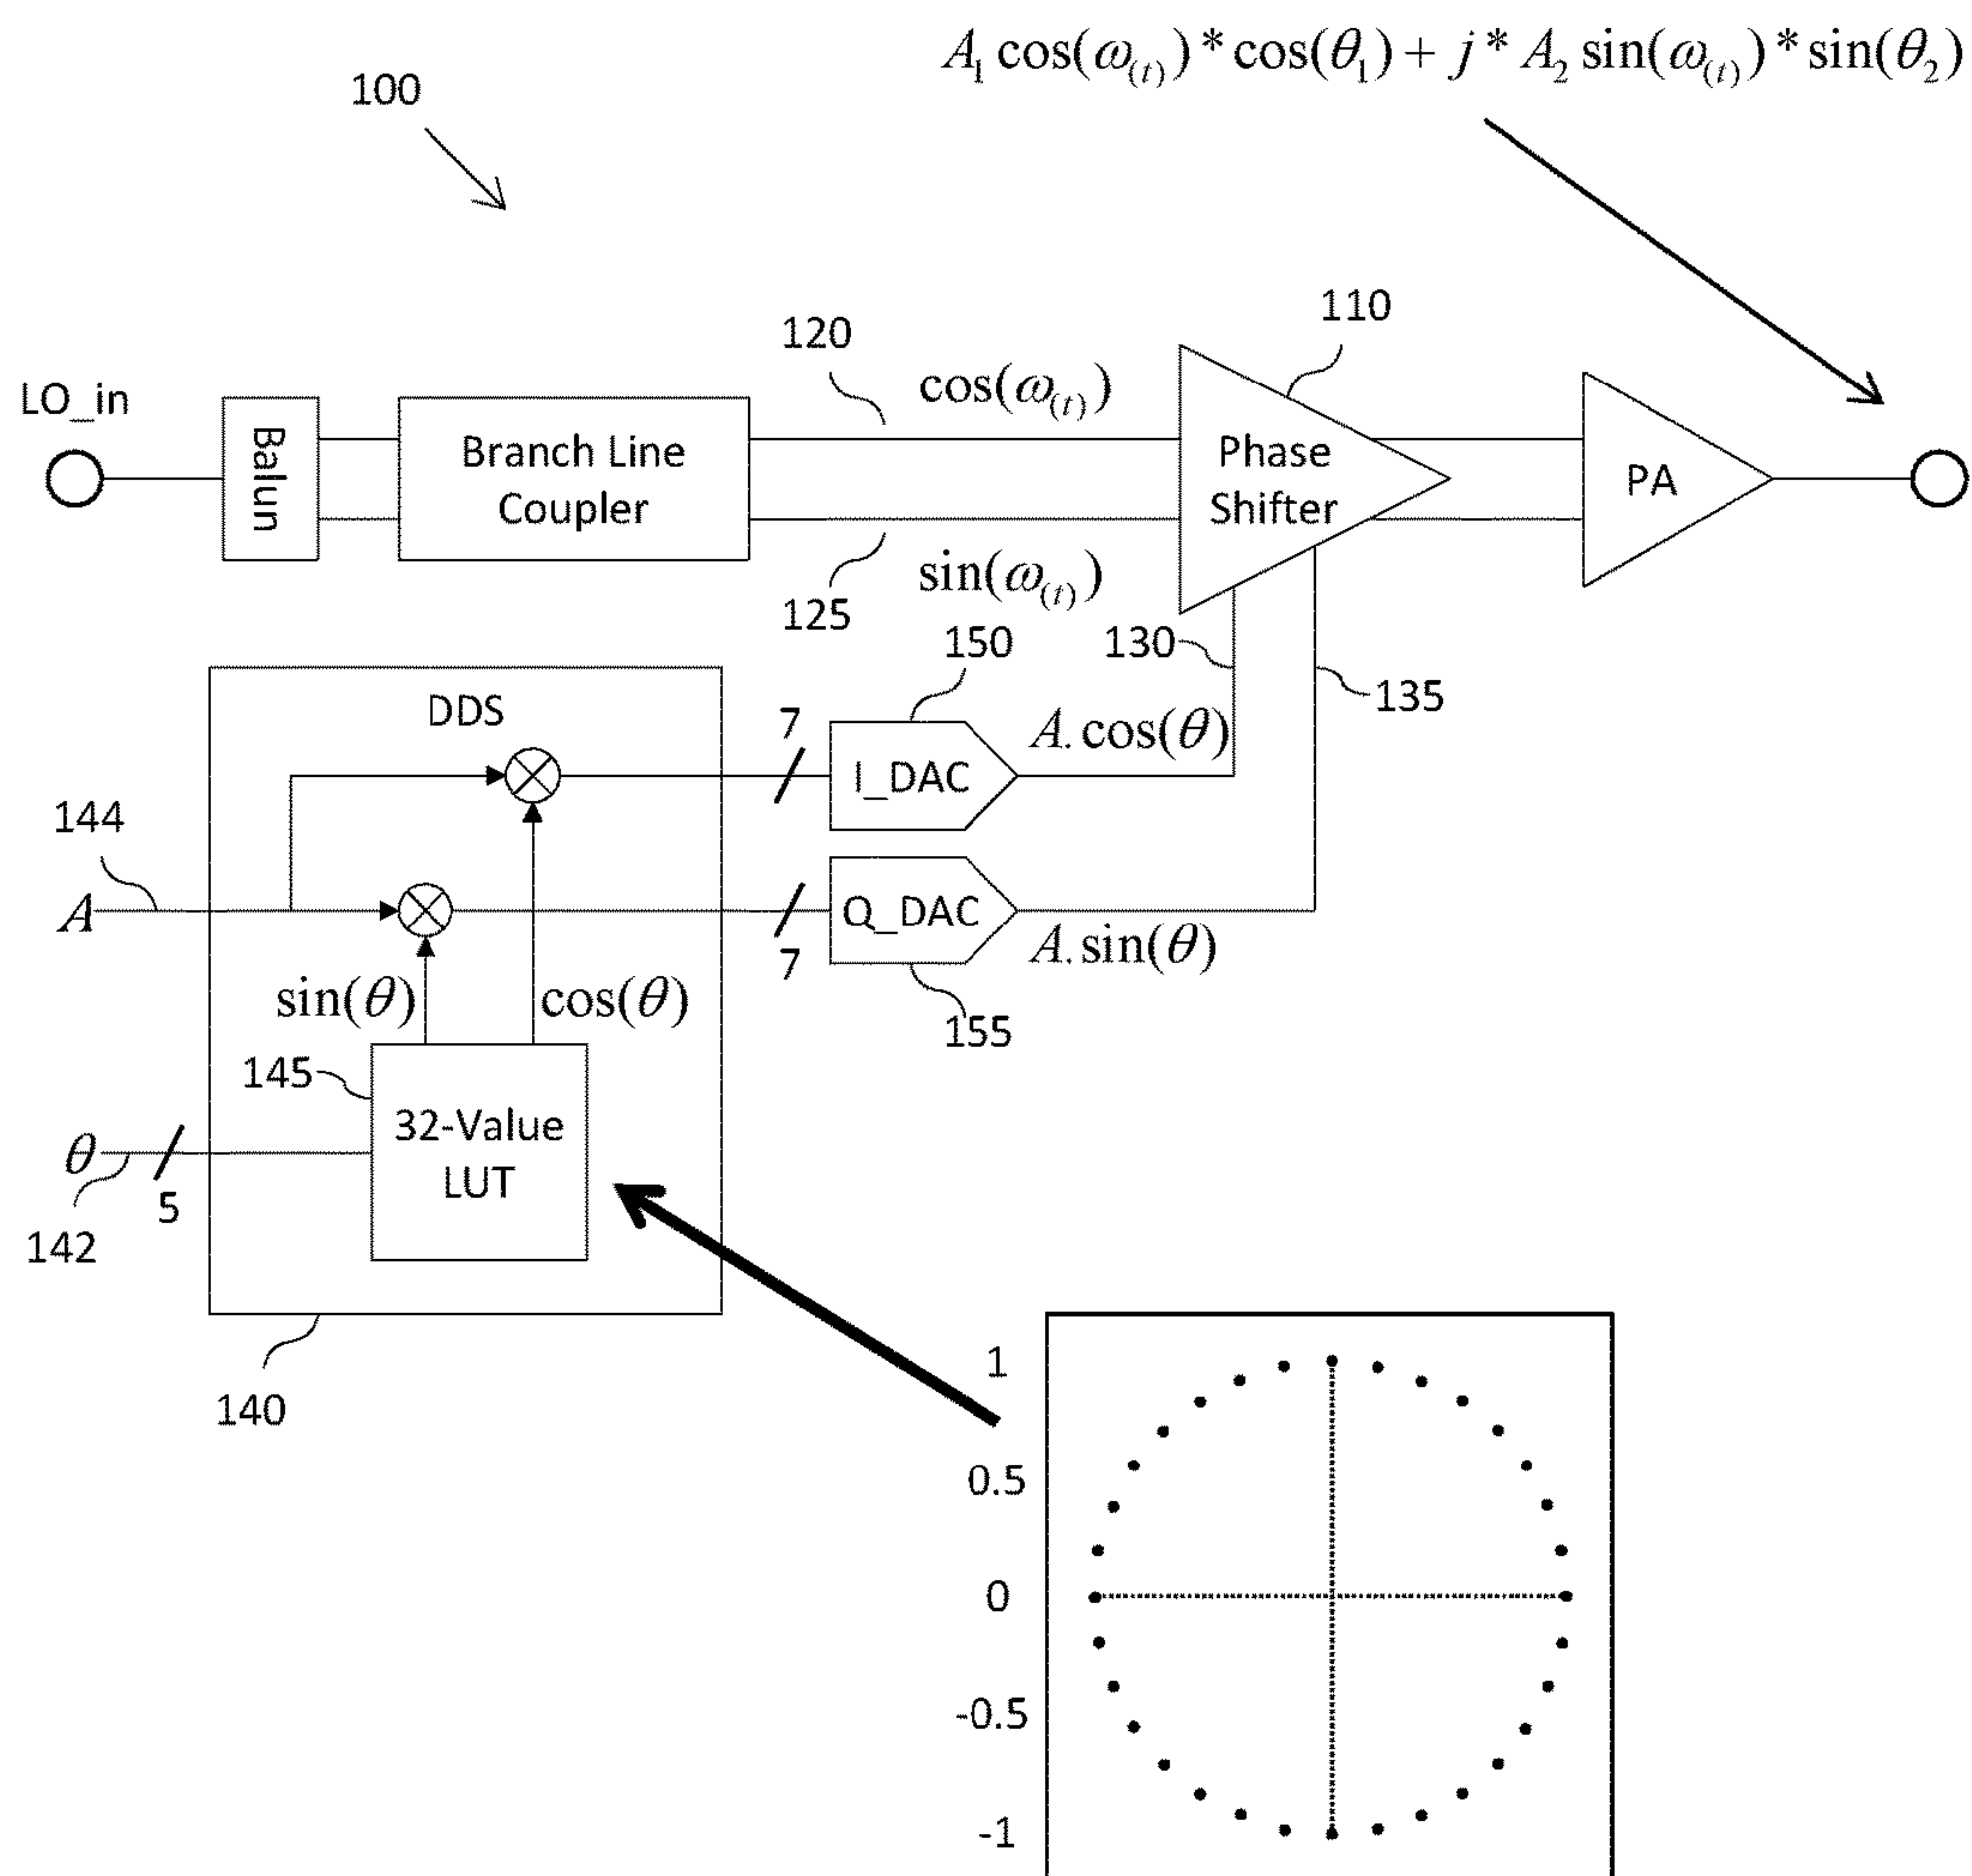 A₁ cos(ω₍t₎) * cos(θ₁) + j * A₂ sin(ω₍t₎) * sin(θ₂)
100
110
120
LO_in
cos(ω₍t₎)
Balun
Branch Line
Coupler
Phase
Shifter
PA
sin(ω₍t₎)
125
150
130
135
DDS
7
I_DAC
A. cos(θ)
144
A
7
Q_DAC
A. sin(θ)
sin(θ)
cos(θ)
155
145
32-Value
LUT
θ
5
142
140
1
0.5
0
-0.5
-1